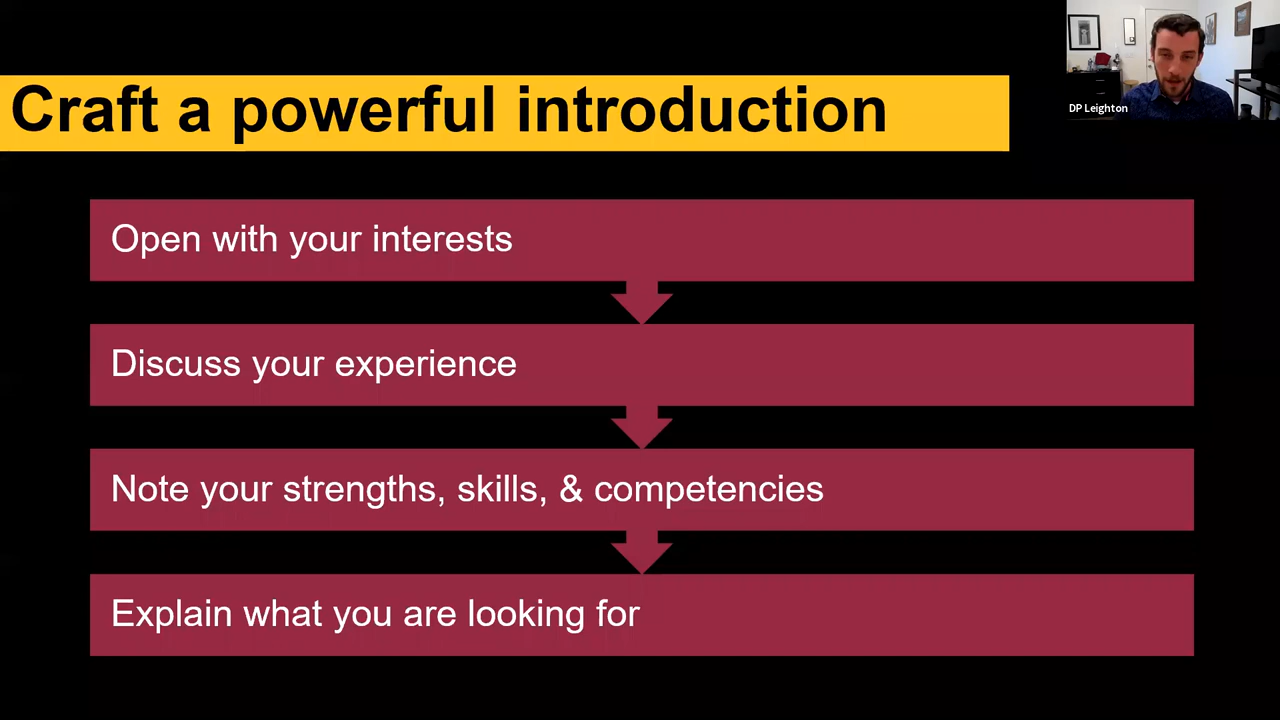 Craft a powerful introduction
DP Leighton
Open with your interests
Discuss your experience
Note your strengths, skills, & competencies
Explain what you are looking for